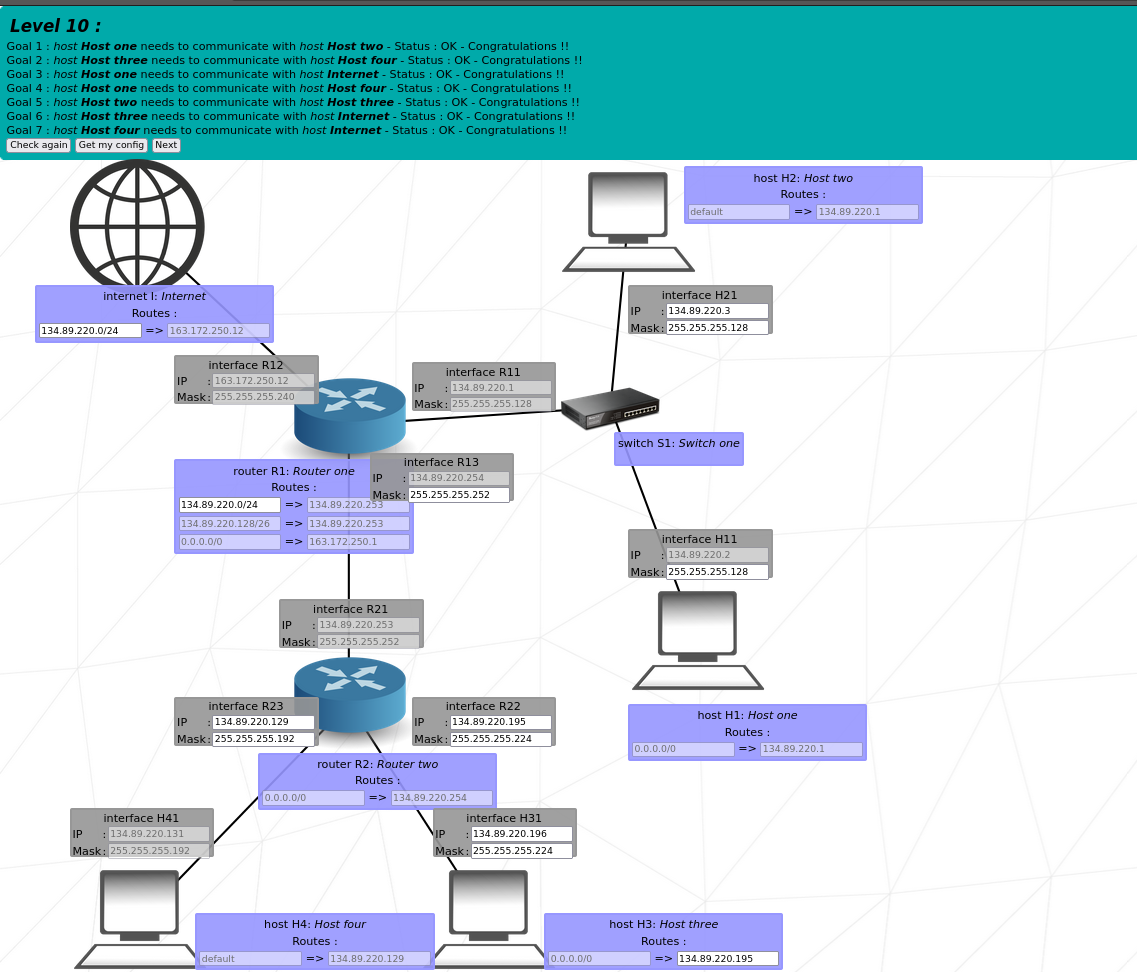 Level 10 :
Goal 1 : host Host one needs to communicate with host Host two - Status : OK - Congratulations !!
Goal 2 : host Host three needs to communicate with host Host four - Status : OK - Congratulations !!
Goal 3 : host Host one needs to communicate with host Internet - Status : OK - Congratulations !!
Goal 4 : host Host one needs to communicate with host Host four - Status : OK - Congratulations !!
Goal 5 : host Host two needs to communicate with host Host three - Status : OK - Congratulations !!
Goal 6 : host Host three needs to communicate with host Internet - Status : OK - Congratulations !!
Goal 7 : host Host four needs to communicate with host Internet - Status : OK - Congratulations !!
Check again Get my config Next
host H2: Host two
Routes :
default => 134.89.220.1
internet I: Internet
Routes :
134.89.220.0/24 => 163.172.250.12
interface H21
IP : 134.89.220.3
Mask: 255.255.255.128
interface R12
IP : 163.172.250.12
Mask: 255.255.255.240
interface R11
IP : 134.89.220.1
Mask: 255.255.255.128
switch S1: Switch one
router R1: Router one
Routes :
134.89.220.0/24 => 134.89.220.253
134.89.220.128/26 => 134.89.220.253
0.0.0.0/0 => 163.172.250.1
interface R13
IP : 134.89.220.254
Mask: 255.255.255.252
interface H11
IP : 134.89.220.2
Mask: 255.255.255.128
interface R21
IP : 134.89.220.253
Mask: 255.255.255.252
interface R23
IP : 134.89.220.129
Mask: 255.255.255.192
interface R22
IP : 134.89.220.195
Mask: 255.255.255.224
host H1: Host one
Routes :
0.0.0.0/0 => 134.89.220.1
router R2: Router two
Routes :
0.0.0.0/0 => 134.89.220.254
interface H41
IP : 134.89.220.131
Mask: 255.255.255.192
interface H31
IP : 134.89.220.196
Mask: 255.255.255.224
host H4: Host four
Routes :
default => 134.89.220.129
host H3: Host three
Routes :
0.0.0.0/0 => 134.89.220.195